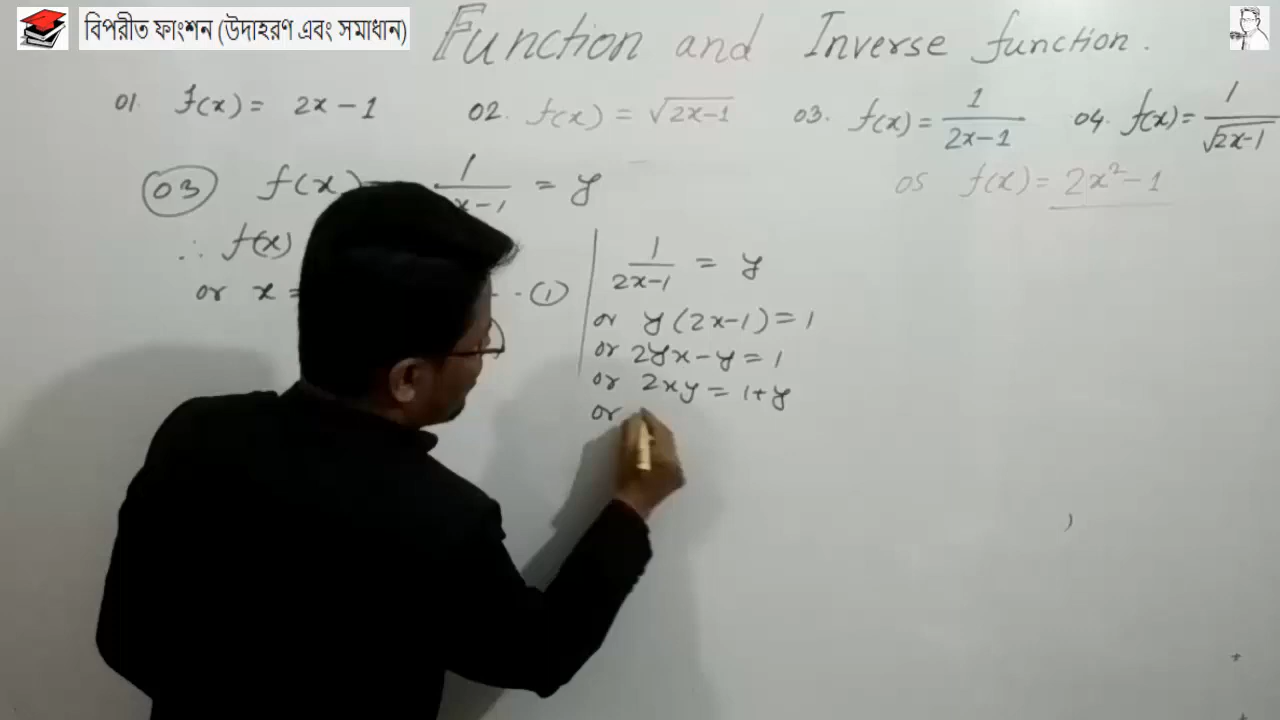 বিপরীত ফাংশন (উদাহরণ এবং সমাধান)
Function and Inverse function.
01. f(x) = 2x-1 02. f(x) = √2x-1 03. f(x) = 1/2x-1 04. f(x) = 1/√2x-1
05 f(x) = 2x²-1
03 f(x) = 1/x-1 = y
∴ f(x)
or x = ①
1/2x-1 = y
or y(2x-1) = 1
or 2yx-y = 1
or 2xy = 1+y
or